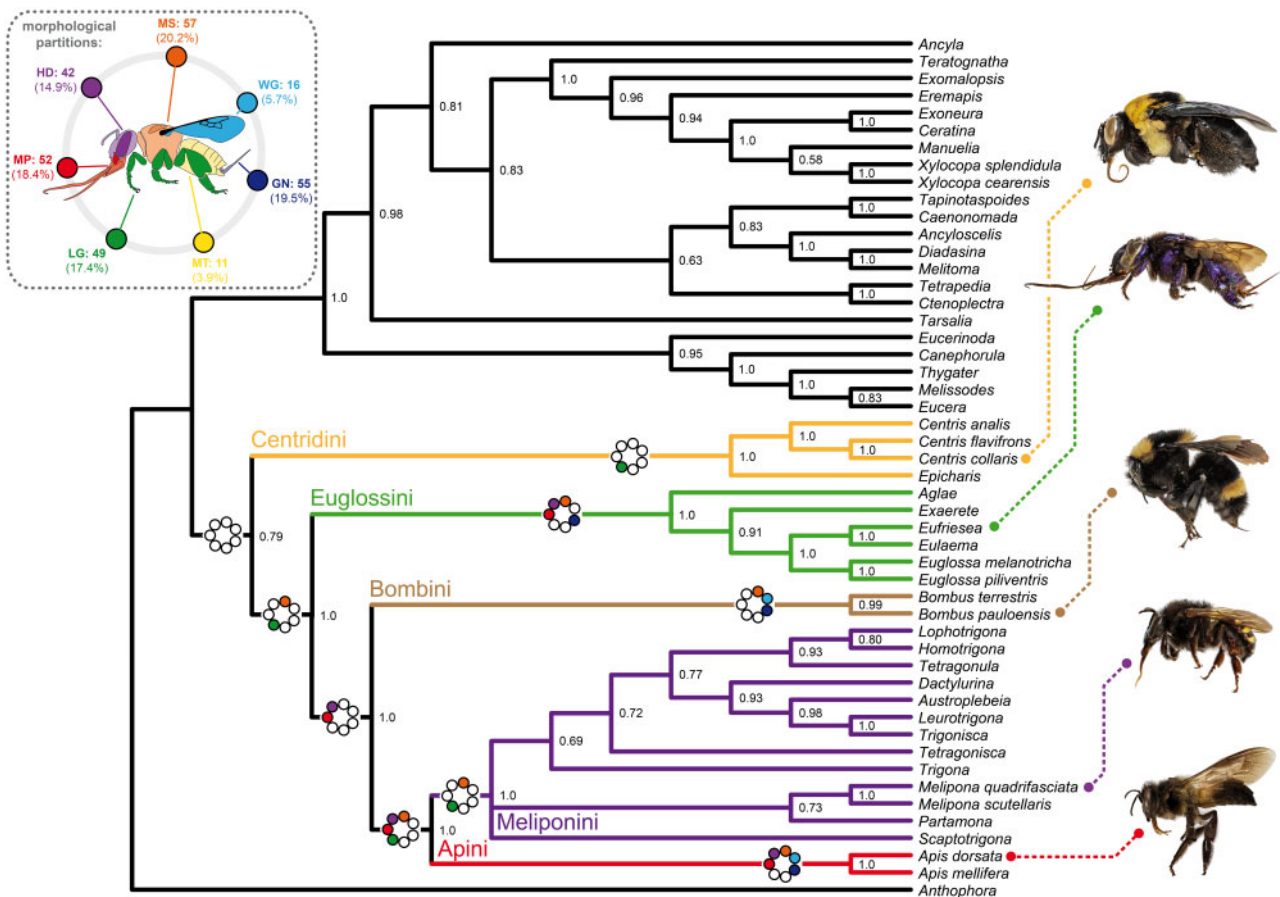 morphological
partitions:
MS: 57
(20.2%)
HD: 42
(14.9%)
WG: 16
(5.7%)
MP: 52
(18.4%)
GN: 55
(19.5%)
LG: 49
(17.4%)
MT: 11
(3.9%)
Ancyla
Teratognatha
1.0
Exomalopsis
0.96
Eremapis
0.81
0.94
Exoneura
1.0
Ceratina
1.0
Manuelia
0.58
Xylocopa splendidula
0.83
1.0
Xylocopa cearensis
Tapinotaspoides
1.0
0.98
Caenonomada
0.83
Ancyloscelis
1.0
Diadasina
0.63
1.0
Melitoma
Tetrapedia
1.0
1.0
Ctenoplectra
Tarsalia
Eucerinoda
0.95
Canephorula
1.0
Thygater
1.0
Melissodes
0.83
Eucera
Centridini
Centris analis
1.0
Centris flavifrons
1.0
1.0
Centris collaris
Epicharis
Euglossini
Aglae
1.0
Exaerete
0.91
Eufriesea
0.79
1.0
1.0
Eulaema
Euglossa melanotricha
1.0
Euglossa piliventris
Bombini
Bombus terrestris
0.99
1.0
Bombus pauloensis
Lophotrigona
0.80
0.93
Homotrigona
Tetragonula
0.77
Dactylurina
0.93
Austroplebeia
0.98
Leurotrigona
0.72
1.0
1.0
Trigonisca
Tetragonisca
0.69
Trigona
Melipona quadrifasciata
1.0
1.0
0.73
Melipona scutellaris
Meliponini
Partamona
1.0
Scaptotrigona
Apini
Apis dorsata
1.0
Apis mellifera
Anthophora